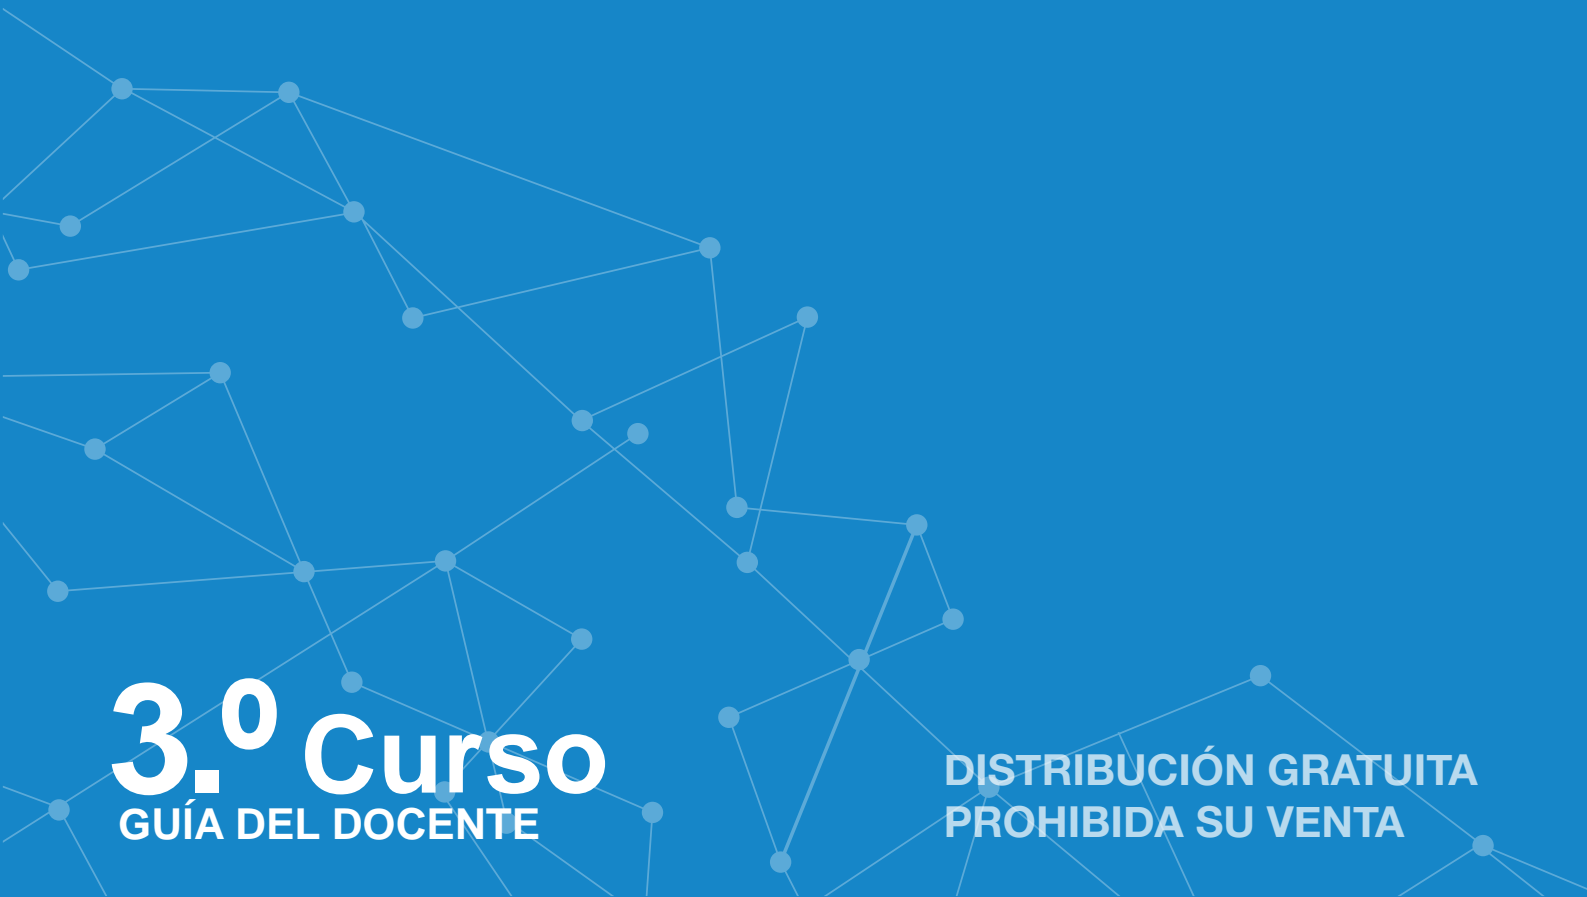 3.º Curso
GUÍA DEL DOCENTE
DISTRIBUCIÓN GRATUITA
PROHIBIDA SU VENTA